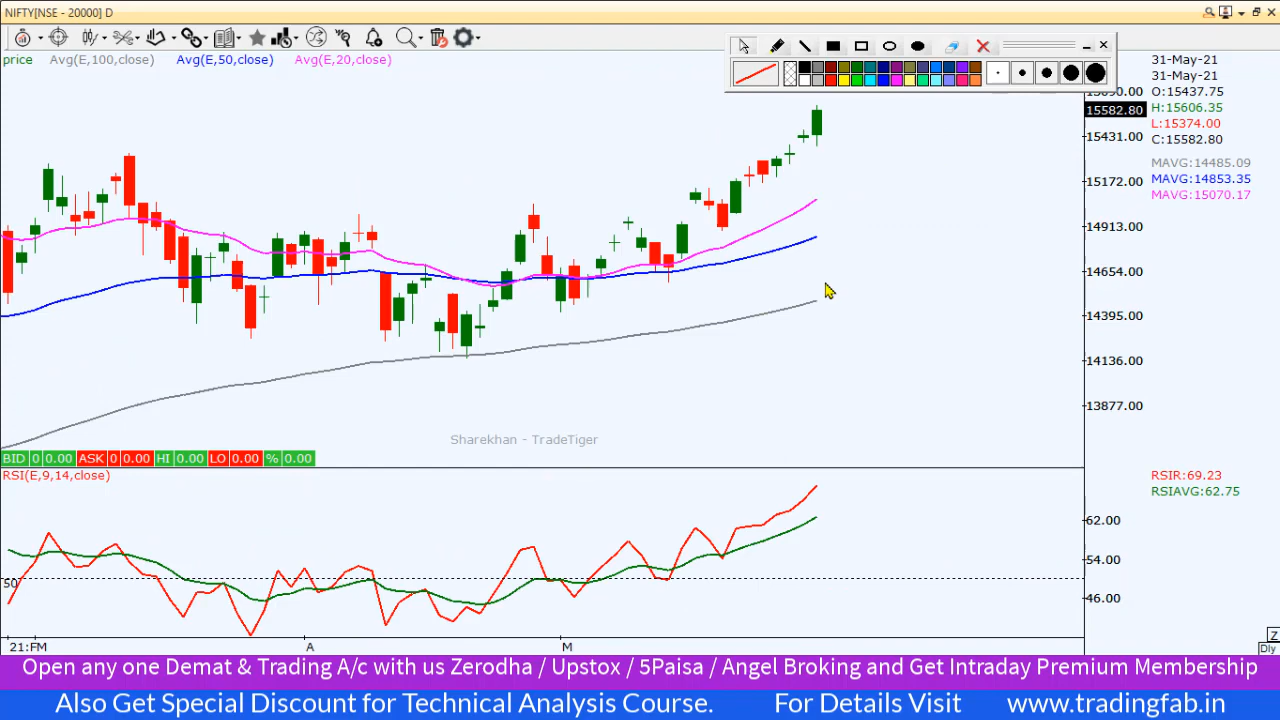 NIFTY[NSE - 20000] D
price Avg(E,100,close) Avg(E,50,close) Avg(E,20,close)
31-May-21
31-May-21
O:15437.75
H:15606.35
L:15374.00
C:15582.80
MAVG:14485.09
MAVG:14853.35
MAVG:15070.17
15582.80
15431.00
15172.00
14913.00
14654.00
14395.00
14136.00
13877.00
Sharekhan - TradeTiger
BID 0 0.00 ASK 0 0.00 HI 0.00 LO 0.00 % 0.00
RSI(E,9,14,close)
RSIR:69.23
RSIAVG:62.75
62.00
54.00
46.00
50
21:FM A M
Z
Dly
Open any one Demat & Trading A/c with us Zerodha / Upstox / 5Paisa / Angel Broking and Get Intraday Premium Membership
Also Get Special Discount for Technical Analysis Course. For Details Visit www.tradingfab.in